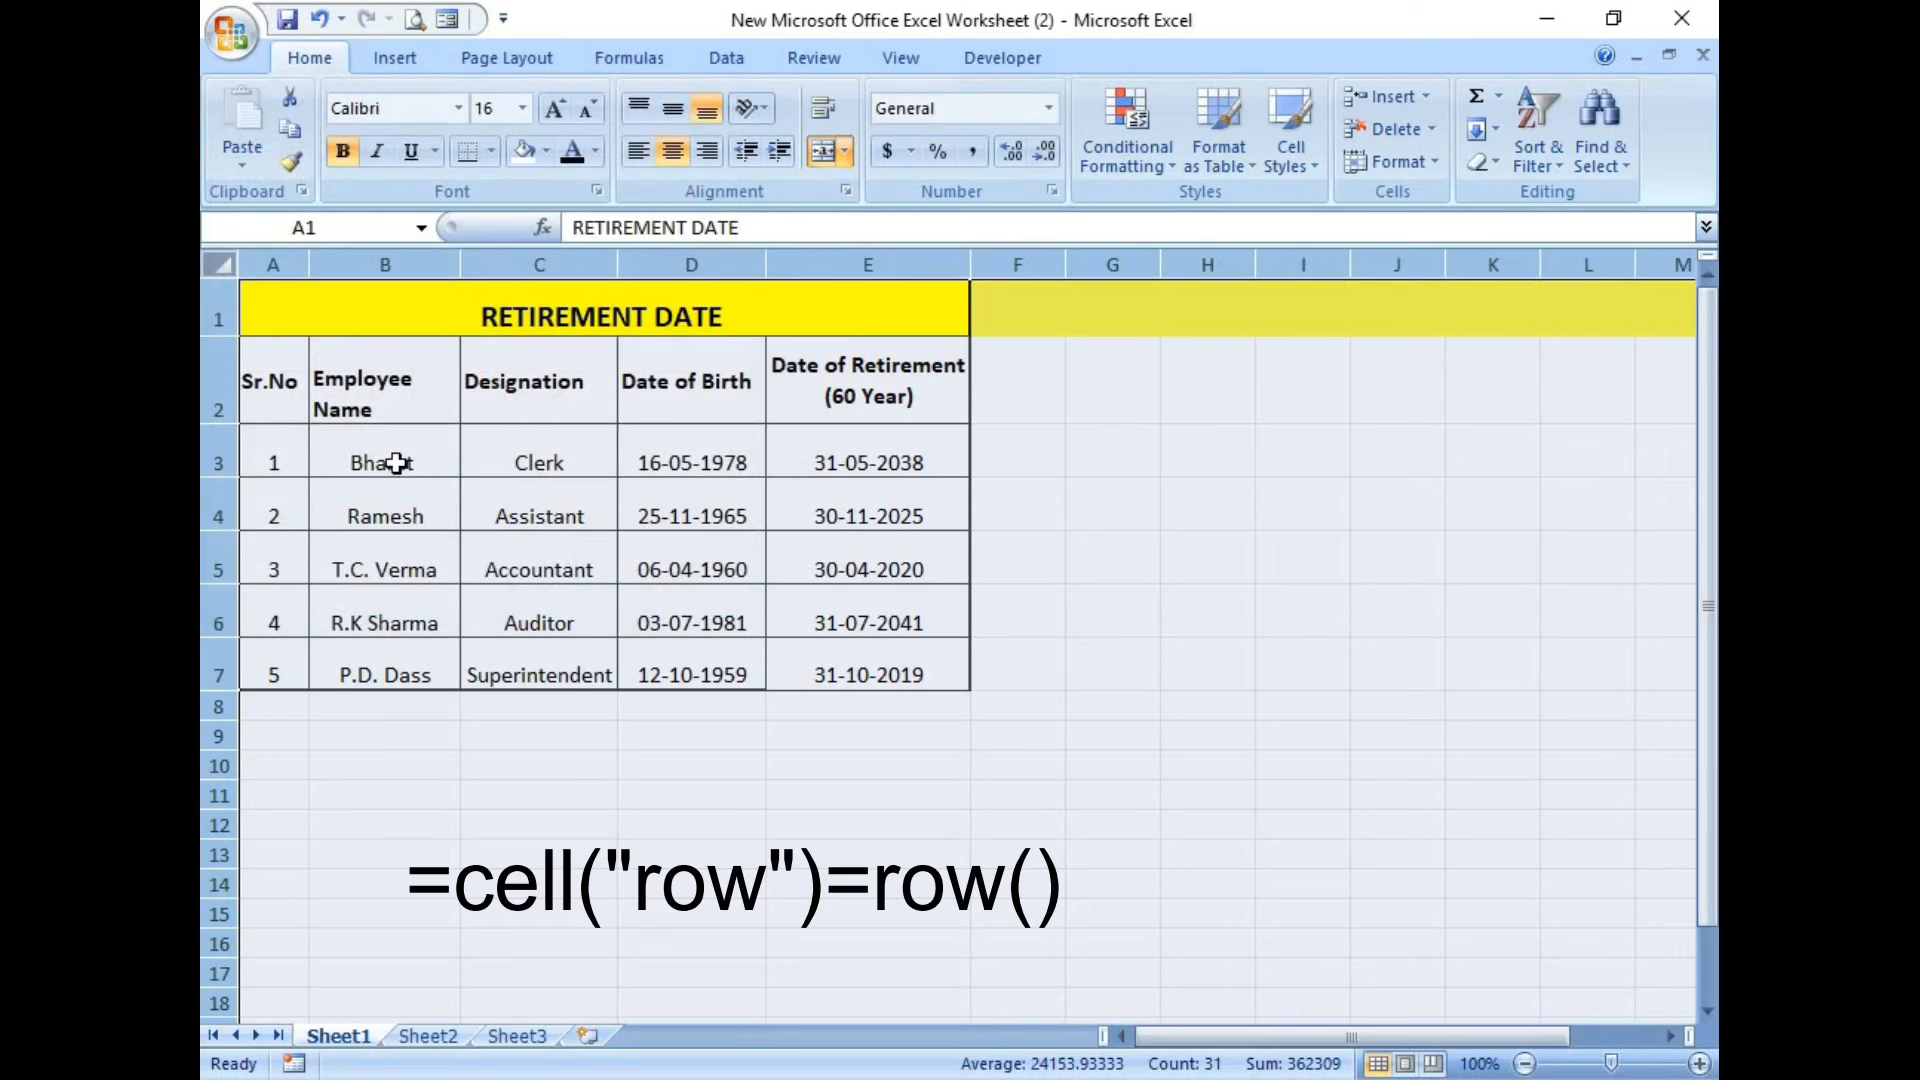 New Microsoft Office Excel Worksheet (2) - Microsoft Excel
Home Insert Page Layout Formulas Data Review View Developer
Paste
Clipboard
Calibri 16
B I U A
Font
Alignment
General
$ % ,
Number
Conditional Formatting
Format as Table
Cell Styles
Styles
Insert
Delete
Format
Cells
Σ
Sort & Filter
Find & Select
Editing
A1 fx RETIREMENT DATE
A B C D E F G H I J K L M
1 RETIREMENT DATE
2 Sr.No Employee Name Designation Date of Birth Date of Retirement (60 Year)
3 1 Clerk 16-05-1978 31-05-2038
4 2 Ramesh Assistant 25-11-1965 30-11-2025
5 3 T.C. Verma Accountant 06-04-1960 30-04-2020
6 4 R.K Sharma Auditor 03-07-1981 31-07-2041
7 5 P.D. Dass Superintendent 12-10-1959 31-10-2019
8
9
10
11
12
13
14
15
16
17
18
=cell("row")=row()
Sheet1 Sheet2 Sheet3
Ready Average: 24153.93333 Count: 31 Sum: 362309 100%